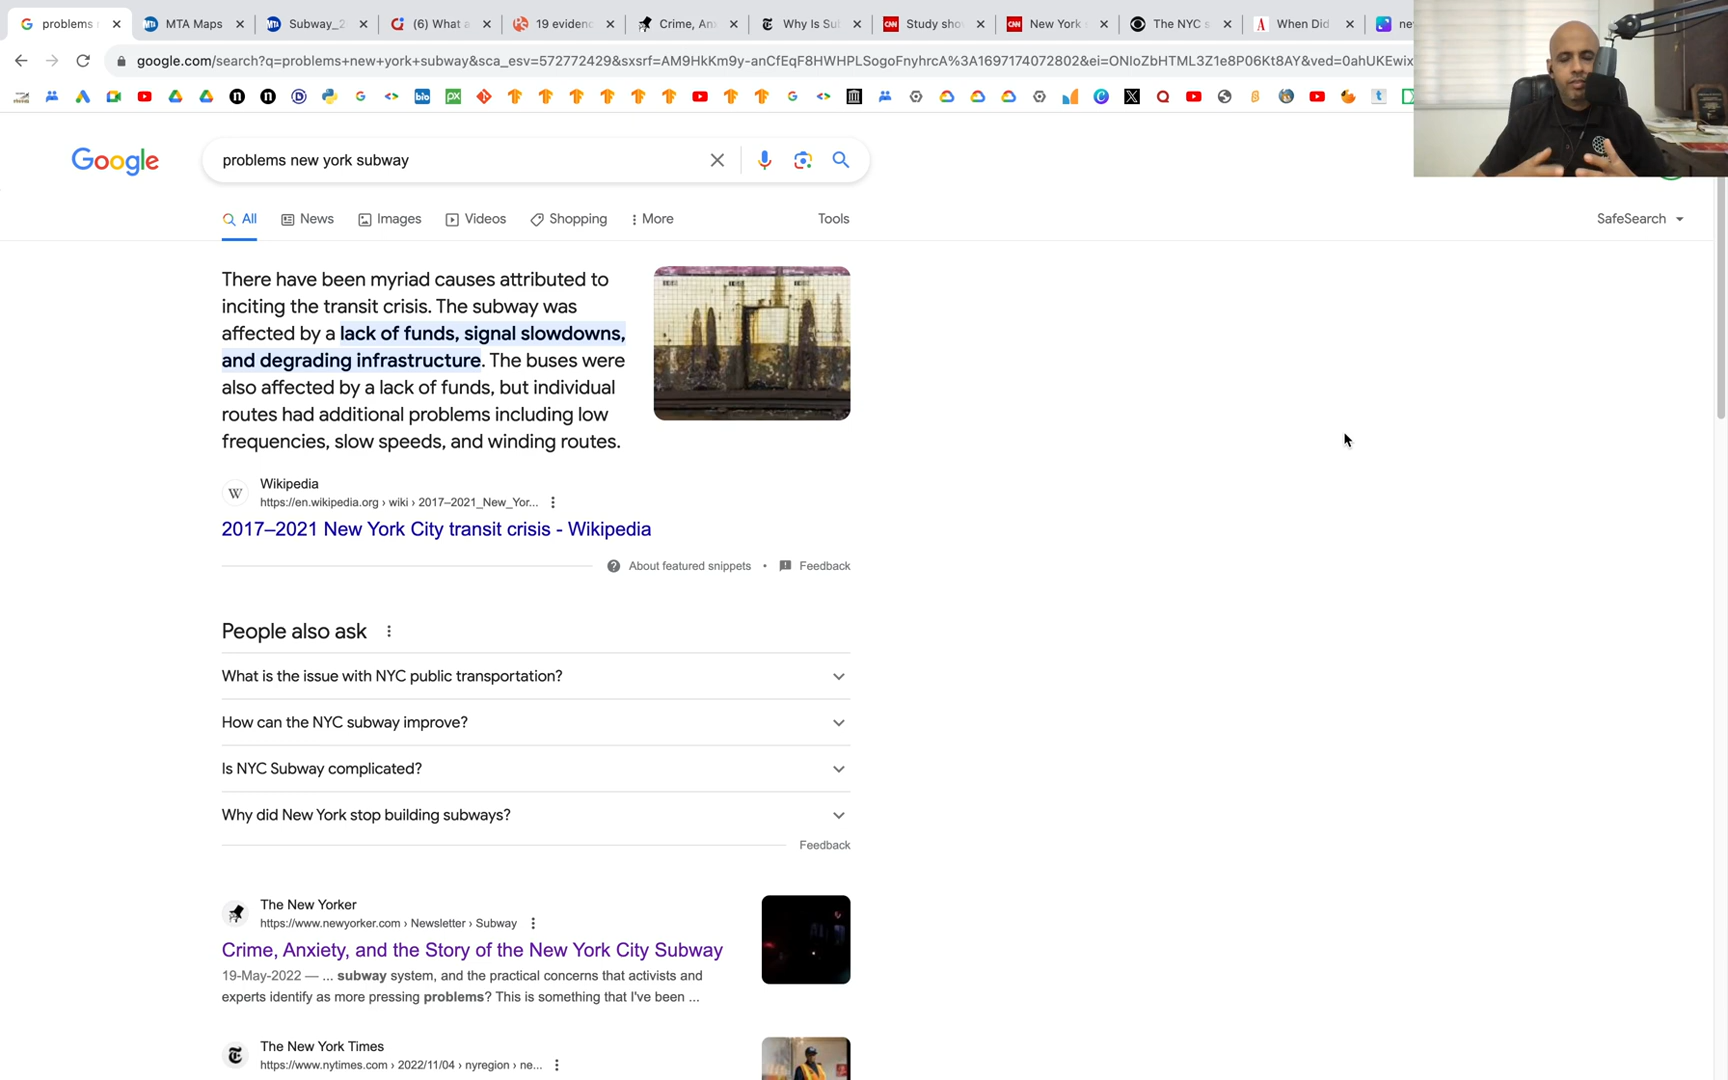 problems
MTA Maps
Subway_2
(6) What a
19 evidenc
Crime, Anx
Why Is Sub
Study sho
New York
The NYC s
When Did
ne
google.com/search?q=problems+new+york+subway&sca_esv=572772429&sxsrf=AM9HkKm9y-anCfEqF8HWHPLSogoFnyhrcA%3A1697174072802&ei=ONIoZbHTML3Z1e8P06Kt8AY&ved=0ahUKEwix
Google
problems new york subway
All
News
Images
Videos
Shopping
More
Tools
SafeSearch
There have been myriad causes attributed to
inciting the transit crisis. The subway was
affected by a lack of funds, signal slowdowns,
and degrading infrastructure. The buses were
also affected by a lack of funds, but individual
routes had additional problems including low
frequencies, slow speeds, and winding routes.
Wikipedia
https://en.wikipedia.org › wiki › 2017–2021_New_Yor...
2017–2021 New York City transit crisis - Wikipedia
About featured snippets • Feedback
People also ask
What is the issue with NYC public transportation?
How can the NYC subway improve?
Is NYC Subway complicated?
Why did New York stop building subways?
Feedback
The New Yorker
https://www.newyorker.com › Newsletter › Subway
Crime, Anxiety, and the Story of the New York City Subway
19-May-2022 — ... subway system, and the practical concerns that activists and
experts identify as more pressing problems? This is something that I've been ...
The New York Times
https://www.nytimes.com › 2022/11/04 › nyregion › ne...